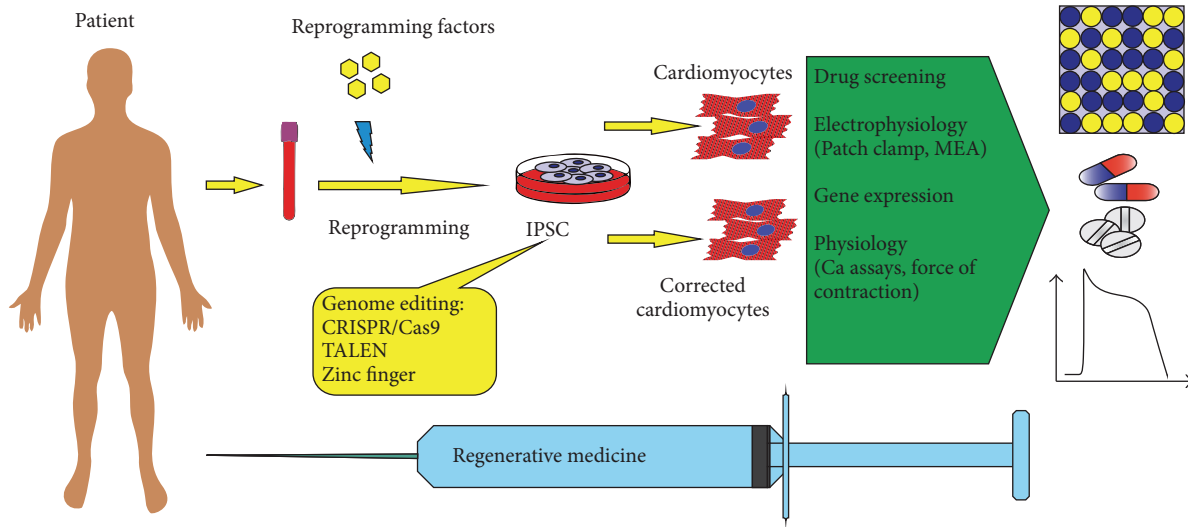 Patient
Reprogramming factors
Reprogramming
IPSC
Genome editing:
CRISPR/Cas9
TALEN
Zinc finger
Cardiomyocytes
Corrected
cardiomyocytes
Drug screening
Electrophysiology
(Patch clamp, MEA)
Gene expression
Physiology
(Ca assays, force of
contraction)
Regenerative medicine